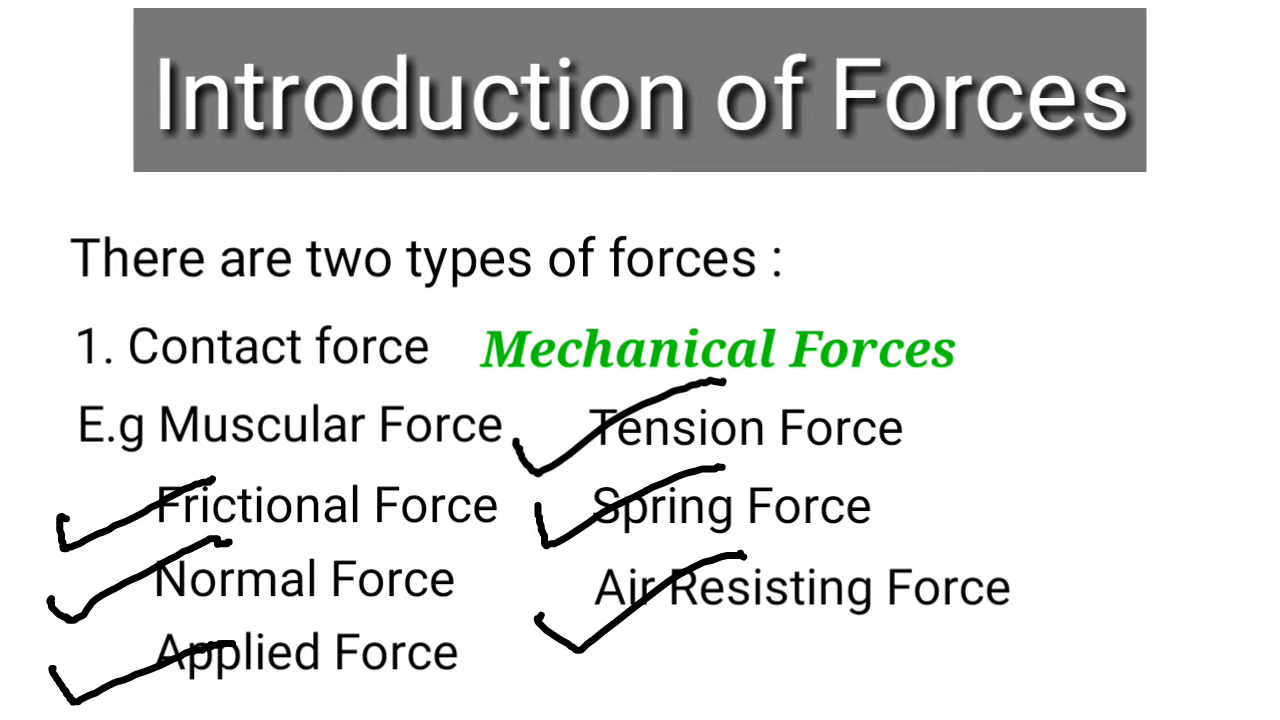 Introduction of Forces
There are two types of forces :
1. Contact force Mechanical Forces
E.g Muscular Force Tension Force
Frictional Force Spring Force
Normal Force Air Resisting Force
Applied Force